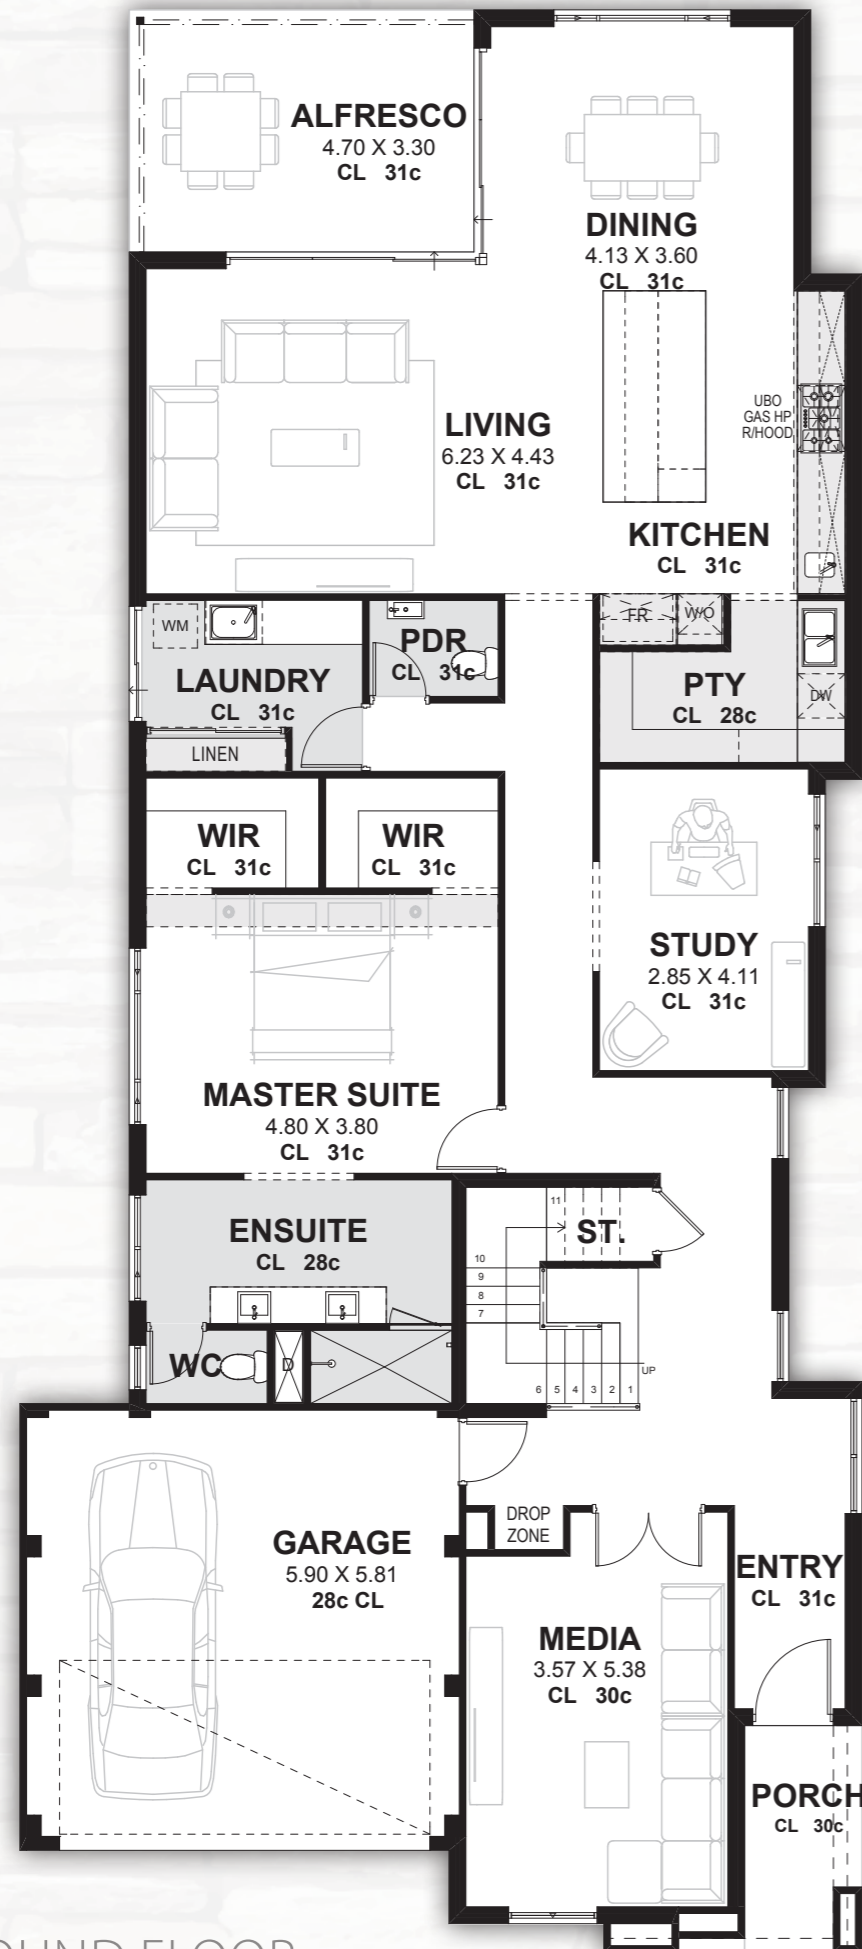 ALFRESCO
4.70 X 3.30
CL 31c
DINING
4.13 X 3.60
CL 31c
UBO
GAS HP
R/HOOD
LIVING
6.23 X 4.43
CL 31c
KITCHEN
CL 31c
WM
PDR
CL 31c
FR
W/O
LAUNDRY
CL 31c
PTY
CL 28c
DW
LINEN
WIR
CL 31c
WIR
CL 31c
STUDY
2.85 X 4.11
CL 31c
MASTER SUITE
4.80 X 3.80
CL 31c
ENSUITE
CL 28c
11
ST.
10
9
8
7
WC
D
UP
6 5 4 3 2 1
DROP
ZONE
GARAGE
5.90 X 5.81
28c CL
ENTRY
CL 31c
MEDIA
3.57 X 5.38
CL 30c
PORCH
CL 30c
OUND FLOOR